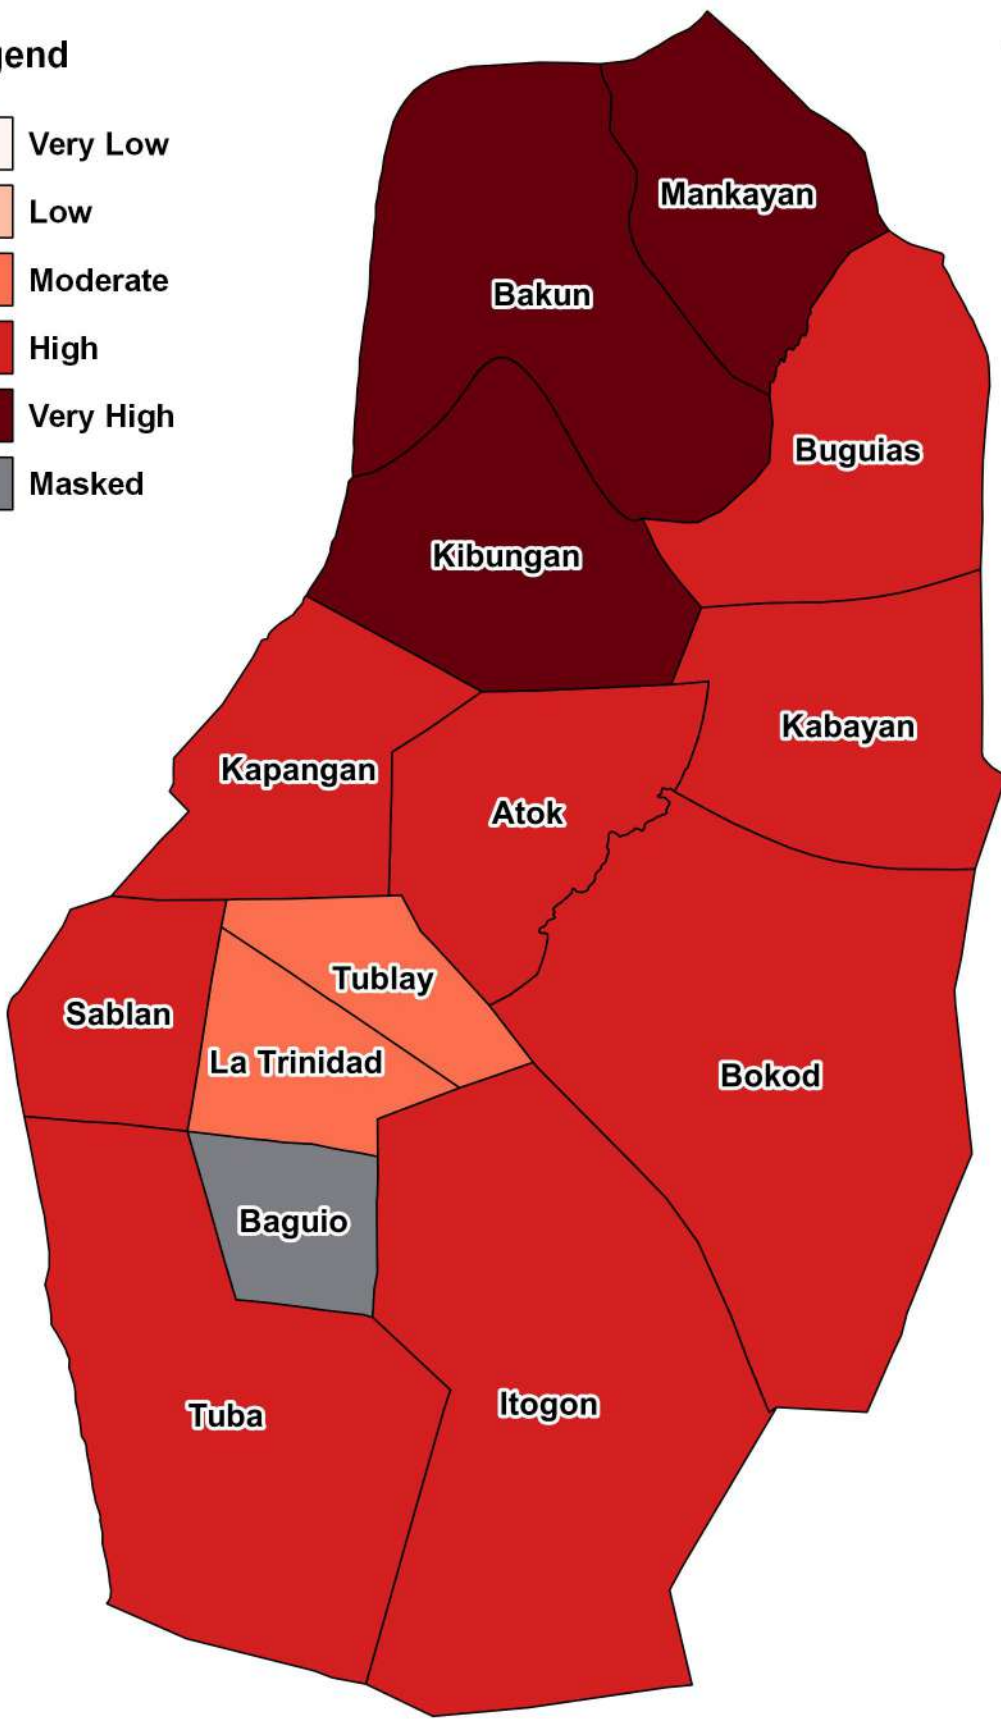 gend
Very Low
Low
Moderate
High
Very High
Masked
Mankayan
Bakun
Buguias
Kibungan
Kabayan
Kapangan
Atok
Tublay
Sablan
La Trinidad
Bokod
Baguio
Itogon
Tuba